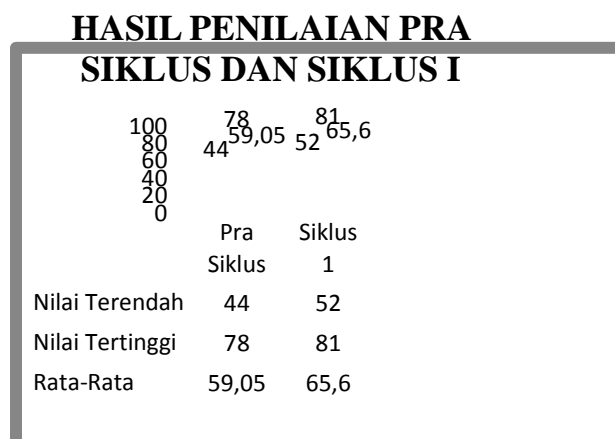 HASIL PENILAIAN PRA
SIKLUS DAN SIKLUS I
100
80
60
40
20
0
44 78 59,05 52 81 65,6
Pra Siklus
Siklus 1
Nilai Terendah 44 52
Nilai Tertinggi 78 81
Rata-Rata 59,05 65,6